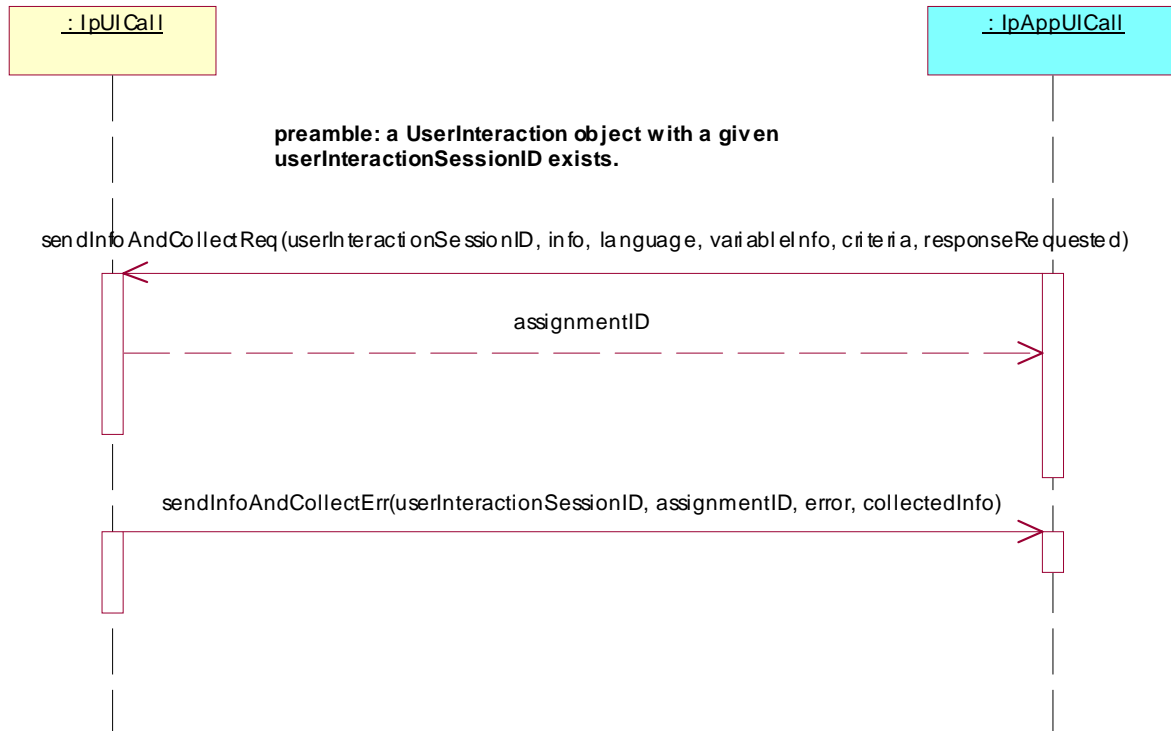 : IpUICall
: IpAppUICall
preamble: a UserInteraction object with a given
userInteractionSessionID exists.
sendInfoAndCollectReq(userInteractionSessionID, info, language, variableInfo, criteria, responseRequested)
assignmentID
sendInfoAndCollectErr(userInteractionSessionID, assignmentID, error, collectedInfo)